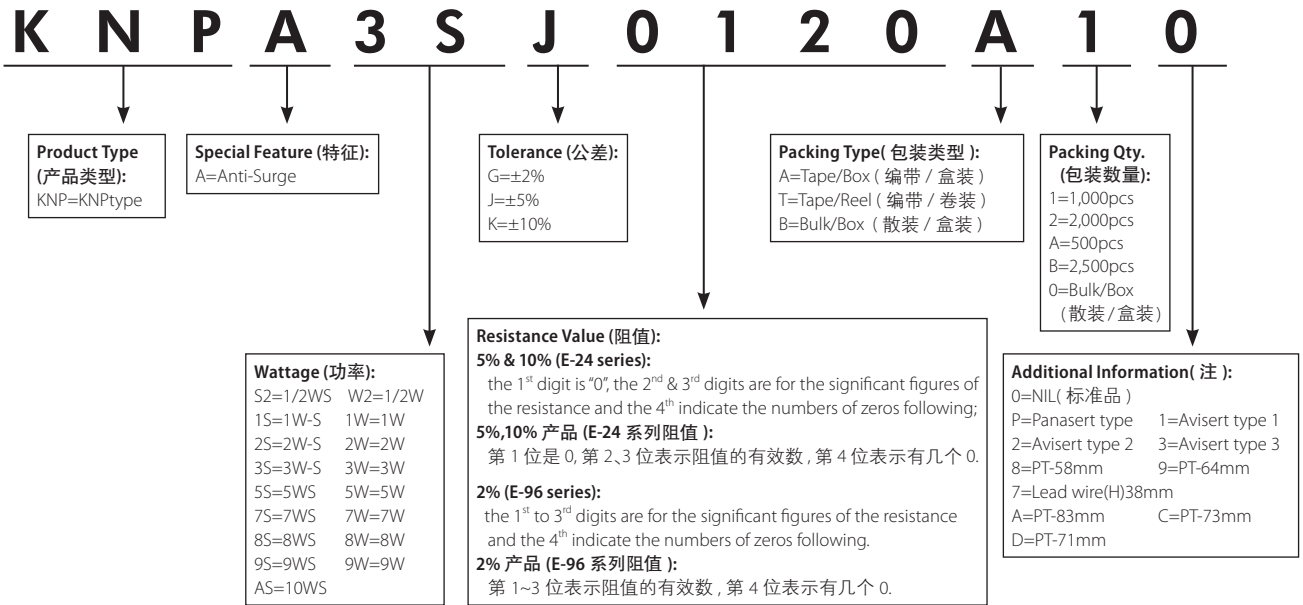 K N P A 3 S J 0 1 2 0 A 1 0
Product Type
(产品类型):
KNP=KNPtype
Special Feature (特征):
A=Anti-Surge
Tolerance (公差):
G=±2%
J=±5%
K=±10%
Packing Type( 包装类型 ):
A=Tape/Box ( 编带 / 盒装 )
T=Tape/Reel ( 编带 / 卷装 )
B=Bulk/Box ( 散装 / 盒装 )
Packing Qty.
(包装数量):
1=1,000pcs
2=2,000pcs
A=500pcs
B=2,500pcs
0=Bulk/Box
(散装/盒装)
Wattage (功率):
S2=1/2WS W2=1/2W
1S=1W-S 1W=1W
2S=2W-S 2W=2W
3S=3W-S 3W=3W
5S=5WS 5W=5W
7S=7WS 7W=7W
8S=8WS 8W=8W
9S=9WS 9W=9W
AS=10WS
Resistance Value (阻值):
5% & 10% (E-24 series):
the 1st digit is “0”, the 2nd & 3rd digits are for the significant figures of
the resistance and the 4th indicate the numbers of zeros following;
5%,10% 产品 (E-24 系列阻值 ):
第 1 位是 0, 第 2、3 位表示阻值的有效数 , 第 4 位表示有几个 0.
2% (E-96 series):
the 1st to 3rd digits are for the significant figures of the resistance
and the 4th indicate the numbers of zeros following.
2% 产品 (E-96 系列阻值 ):
第 1~3 位表示阻值的有效数 , 第 4 位表示有几个 0.
Additional Information( 注 ):
0=NIL( 标准品 )
P=Panasert type 1=Avisert type 1
2=Avisert type 2 3=Avisert type 3
8=PT-58mm 9=PT-64mm
7=Lead wire(H)38mm
A=PT-83mm C=PT-73mm
D=PT-71mm